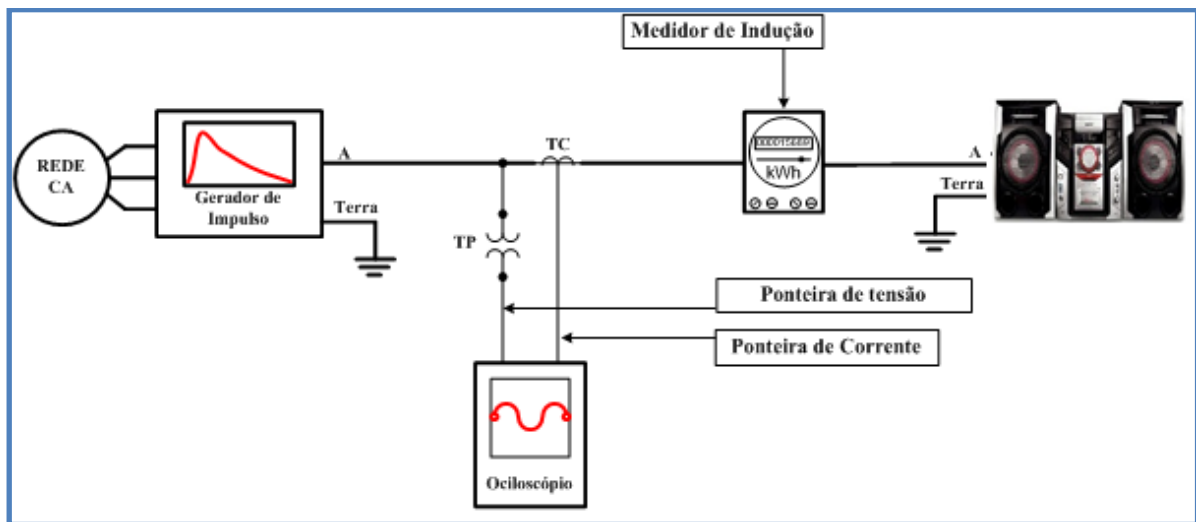 Medidor de Indução
REDE
CA
Gerador de
Impulso
A
Terra
TC
TP
kWh
A
Terra
Ponteira de tensão
Ponteira de Corrente
Ociloscópio